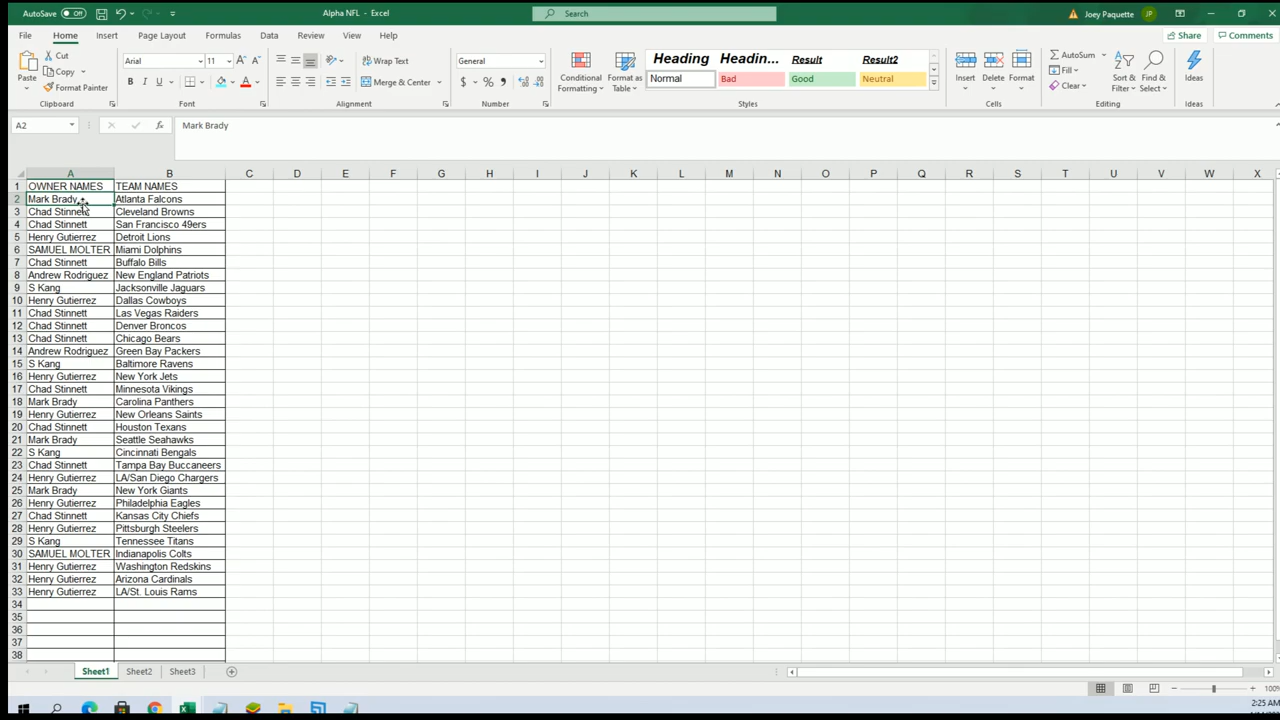 AutoSave Off Alpha NFL - Excel Search Joey Paquette JP
File Home Insert Page Layout Formulas Data Review View Help Share Comments
Cut Arial 11 A A Wrap Text General Heading Headin... Result Result2 AutoSum
Copy Fill
Paste Format Painter B I U A Merge & Center $ % Conditional Formatting Format as Table Normal Bad Good Neutral Insert Delete Format Clear Sort & Filter Find & Select Ideas
Clipboard Font Alignment Number Styles Cells Editing Ideas
A2 fx Mark Brady
A B C D E F G H I J K L M N O P Q R S T U V W X
1 OWNER NAMES TEAM NAMES
2 Mark Brady Atlanta Falcons
3 Chad Stinnett Cleveland Browns
4 Chad Stinnett San Francisco 49ers
5 Henry Gutierrez Detroit Lions
6 SAMUEL MOLTER Miami Dolphins
7 Chad Stinnett Buffalo Bills
8 Andrew Rodriguez New England Patriots
9 S Kang Jacksonville Jaguars
10 Henry Gutierrez Dallas Cowboys
11 Chad Stinnett Las Vegas Raiders
12 Chad Stinnett Denver Broncos
13 Chad Stinnett Chicago Bears
14 Andrew Rodriguez Green Bay Packers
15 S Kang Baltimore Ravens
16 Henry Gutierrez New York Jets
17 Chad Stinnett Minnesota Vikings
18 Mark Brady Carolina Panthers
19 Henry Gutierrez New Orleans Saints
20 Chad Stinnett Houston Texans
21 Mark Brady Seattle Seahawks
22 S Kang Cincinnati Bengals
23 Chad Stinnett Tampa Bay Buccaneers
24 Henry Gutierrez LA/San Diego Chargers
25 Mark Brady New York Giants
26 Henry Gutierrez Philadelphia Eagles
27 Chad Stinnett Kansas City Chiefs
28 Henry Gutierrez Pittsburgh Steelers
29 S Kang Tennessee Titans
30 SAMUEL MOLTER Indianapolis Colts
31 Henry Gutierrez Washington Redskins
32 Henry Gutierrez Arizona Cardinals
33 Henry Gutierrez LA/St. Louis Rams
34
35
36
37
38
Sheet1 Sheet2 Sheet3
100%
2:25 AM